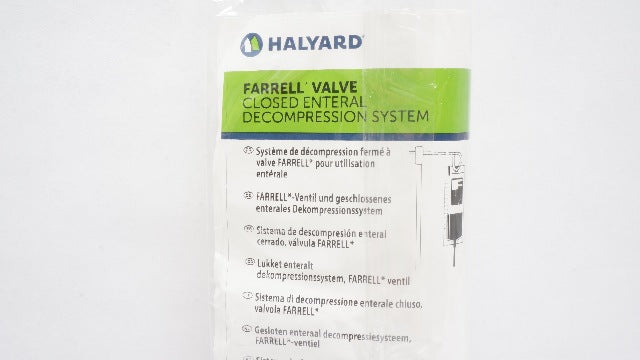 HALYARD
FARRELL* VALVE
CLOSED ENTERAL
DECOMPRESSION SYSTEM
Système de décompression fermé à
valve FARRELL* pour utilisation
entérale
FARRELL*-Ventil und geschlossenes
enterales Dekompressionssystem
Sistema de descompresión enteral
cerrado, válvula FARRELL*
Lukket enteralt
dekompressionssystem, FARRELL* ventil
Sistema di decompressione enterale chiuso,
valvola FARRELL*
Gesloten enteraal decompressiesysteem,
FARRELL*-ventiel